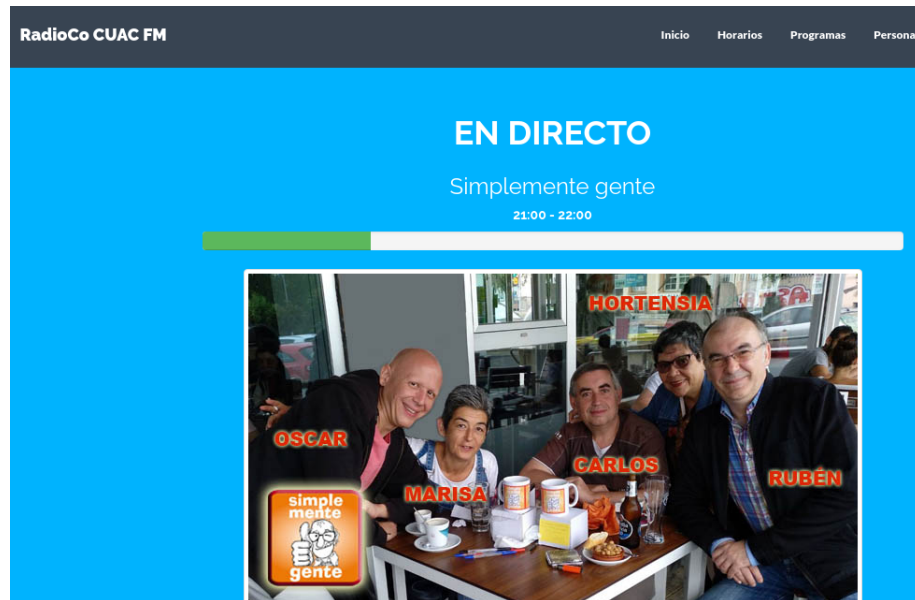 RadioCo CUAC FM
Inicio Horarios Programas Persona
EN DIRECTO
Simplemente gente
21:00 - 22:00
HORTENSIA
OSCAR
CARLOS
MARISA
RUBÉN
simple
mente
gente